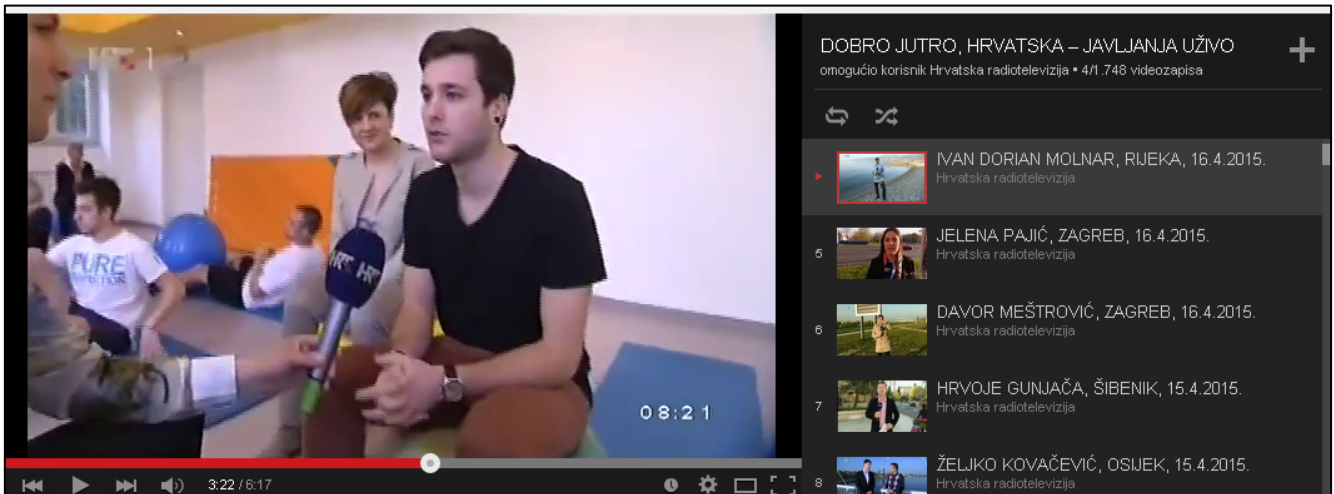 HRT 1
PURE
HRT HRT
08:21
3:22 / 6:17
DOBRO JUTRO, HRVATSKA – JAVLJANJA UŽIVO
omogućio korisnik Hrvatska radiotelevizija • 4/1.748 videozapisa
IVAN DORIAN MOLNAR, RIJEKA, 16.4.2015.
Hrvatska radiotelevizija
5
JELENA PAJIĆ, ZAGREB, 16.4.2015.
Hrvatska radiotelevizija
6
DAVOR MEŠTROVIĆ, ZAGREB, 16.4.2015.
Hrvatska radiotelevizija
7
HRVOJE GUNJAČA, ŠIBENIK, 15.4.2015.
Hrvatska radiotelevizija
8
ŽELJKO KOVAČEVIĆ, OSIJEK, 15.4.2015.
Hrvatska radiotelevizija